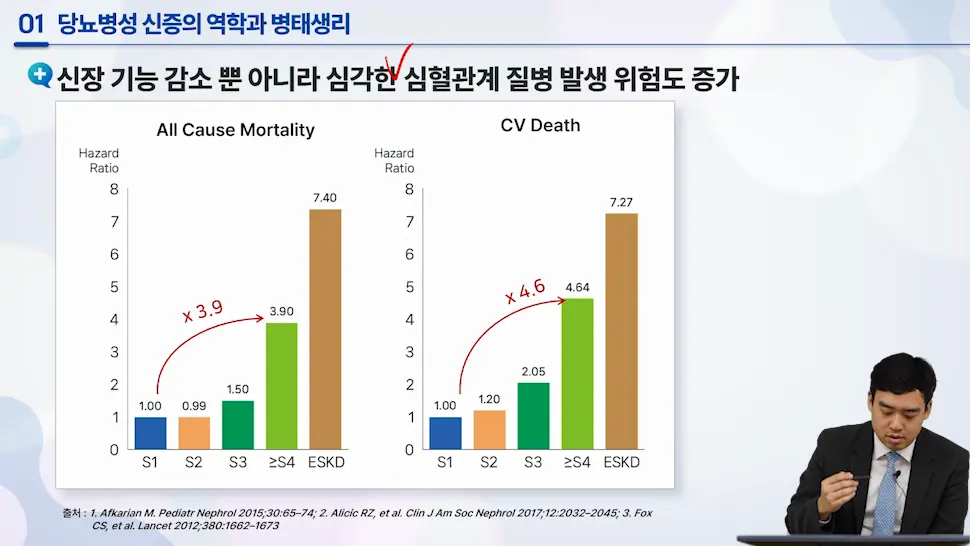 01 당뇨병성 신증의 역학과 병태생리
신장 기능 감소 뿐 아니라 심각한 심혈관계 질병 발생 위험도 증가
All Cause Mortality
Hazard
Ratio
8
7
6
5
4
3
2
1
0
1.00
0.99
1.50
3.90
7.40
x 3.9
S1 S2 S3 ≥S4 ESKD
CV Death
Hazard
Ratio
8
7
6
5
4
3
2
1
0
1.00
1.20
2.05
4.64
7.27
x 4.6
S1 S2 S3 ≥S4 ESKD
출처 : 1. Afkarian M. Pediatr Nephrol 2015;30:65–74; 2. Alicic RZ, et al. Clin J Am Soc Nephrol 2017;12:2032–2045; 3. Fox
CS, et al. Lancet 2012;380:1662–1673